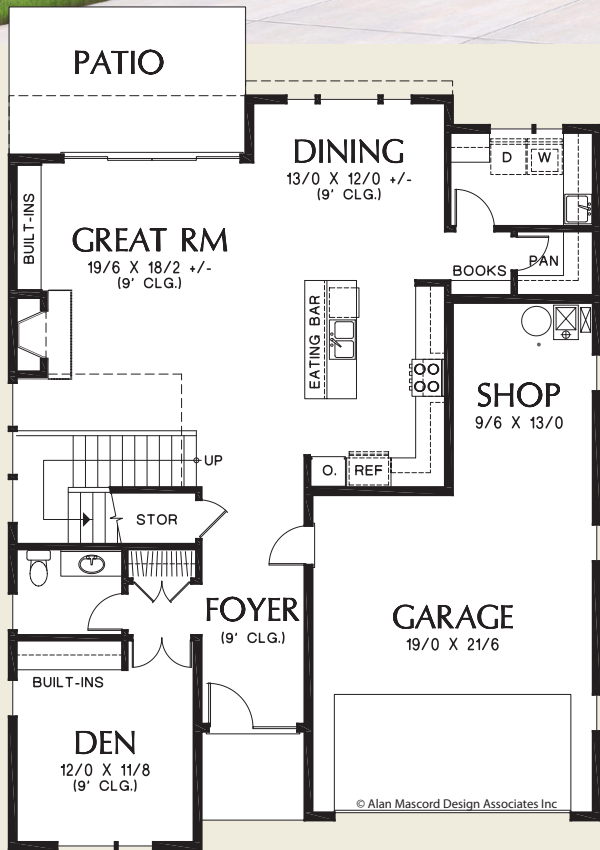 PATIO
DINING
13/0 X 12/0 +/-
(9' CLG.)
D
W
BUILT-INS
GREAT RM
19/6 X 18/2 +/-
(9' CLG.)
BOOKS
PAN
EATING BAR
SHOP
9/6 X 13/0
UP
O.
REF
STOR
FOYER
(9' CLG.)
GARAGE
19/0 X 21/6
BUILT-INS
DEN
12/0 X 11/8
(9' CLG.)
© Alan Mascord Design Associates Inc